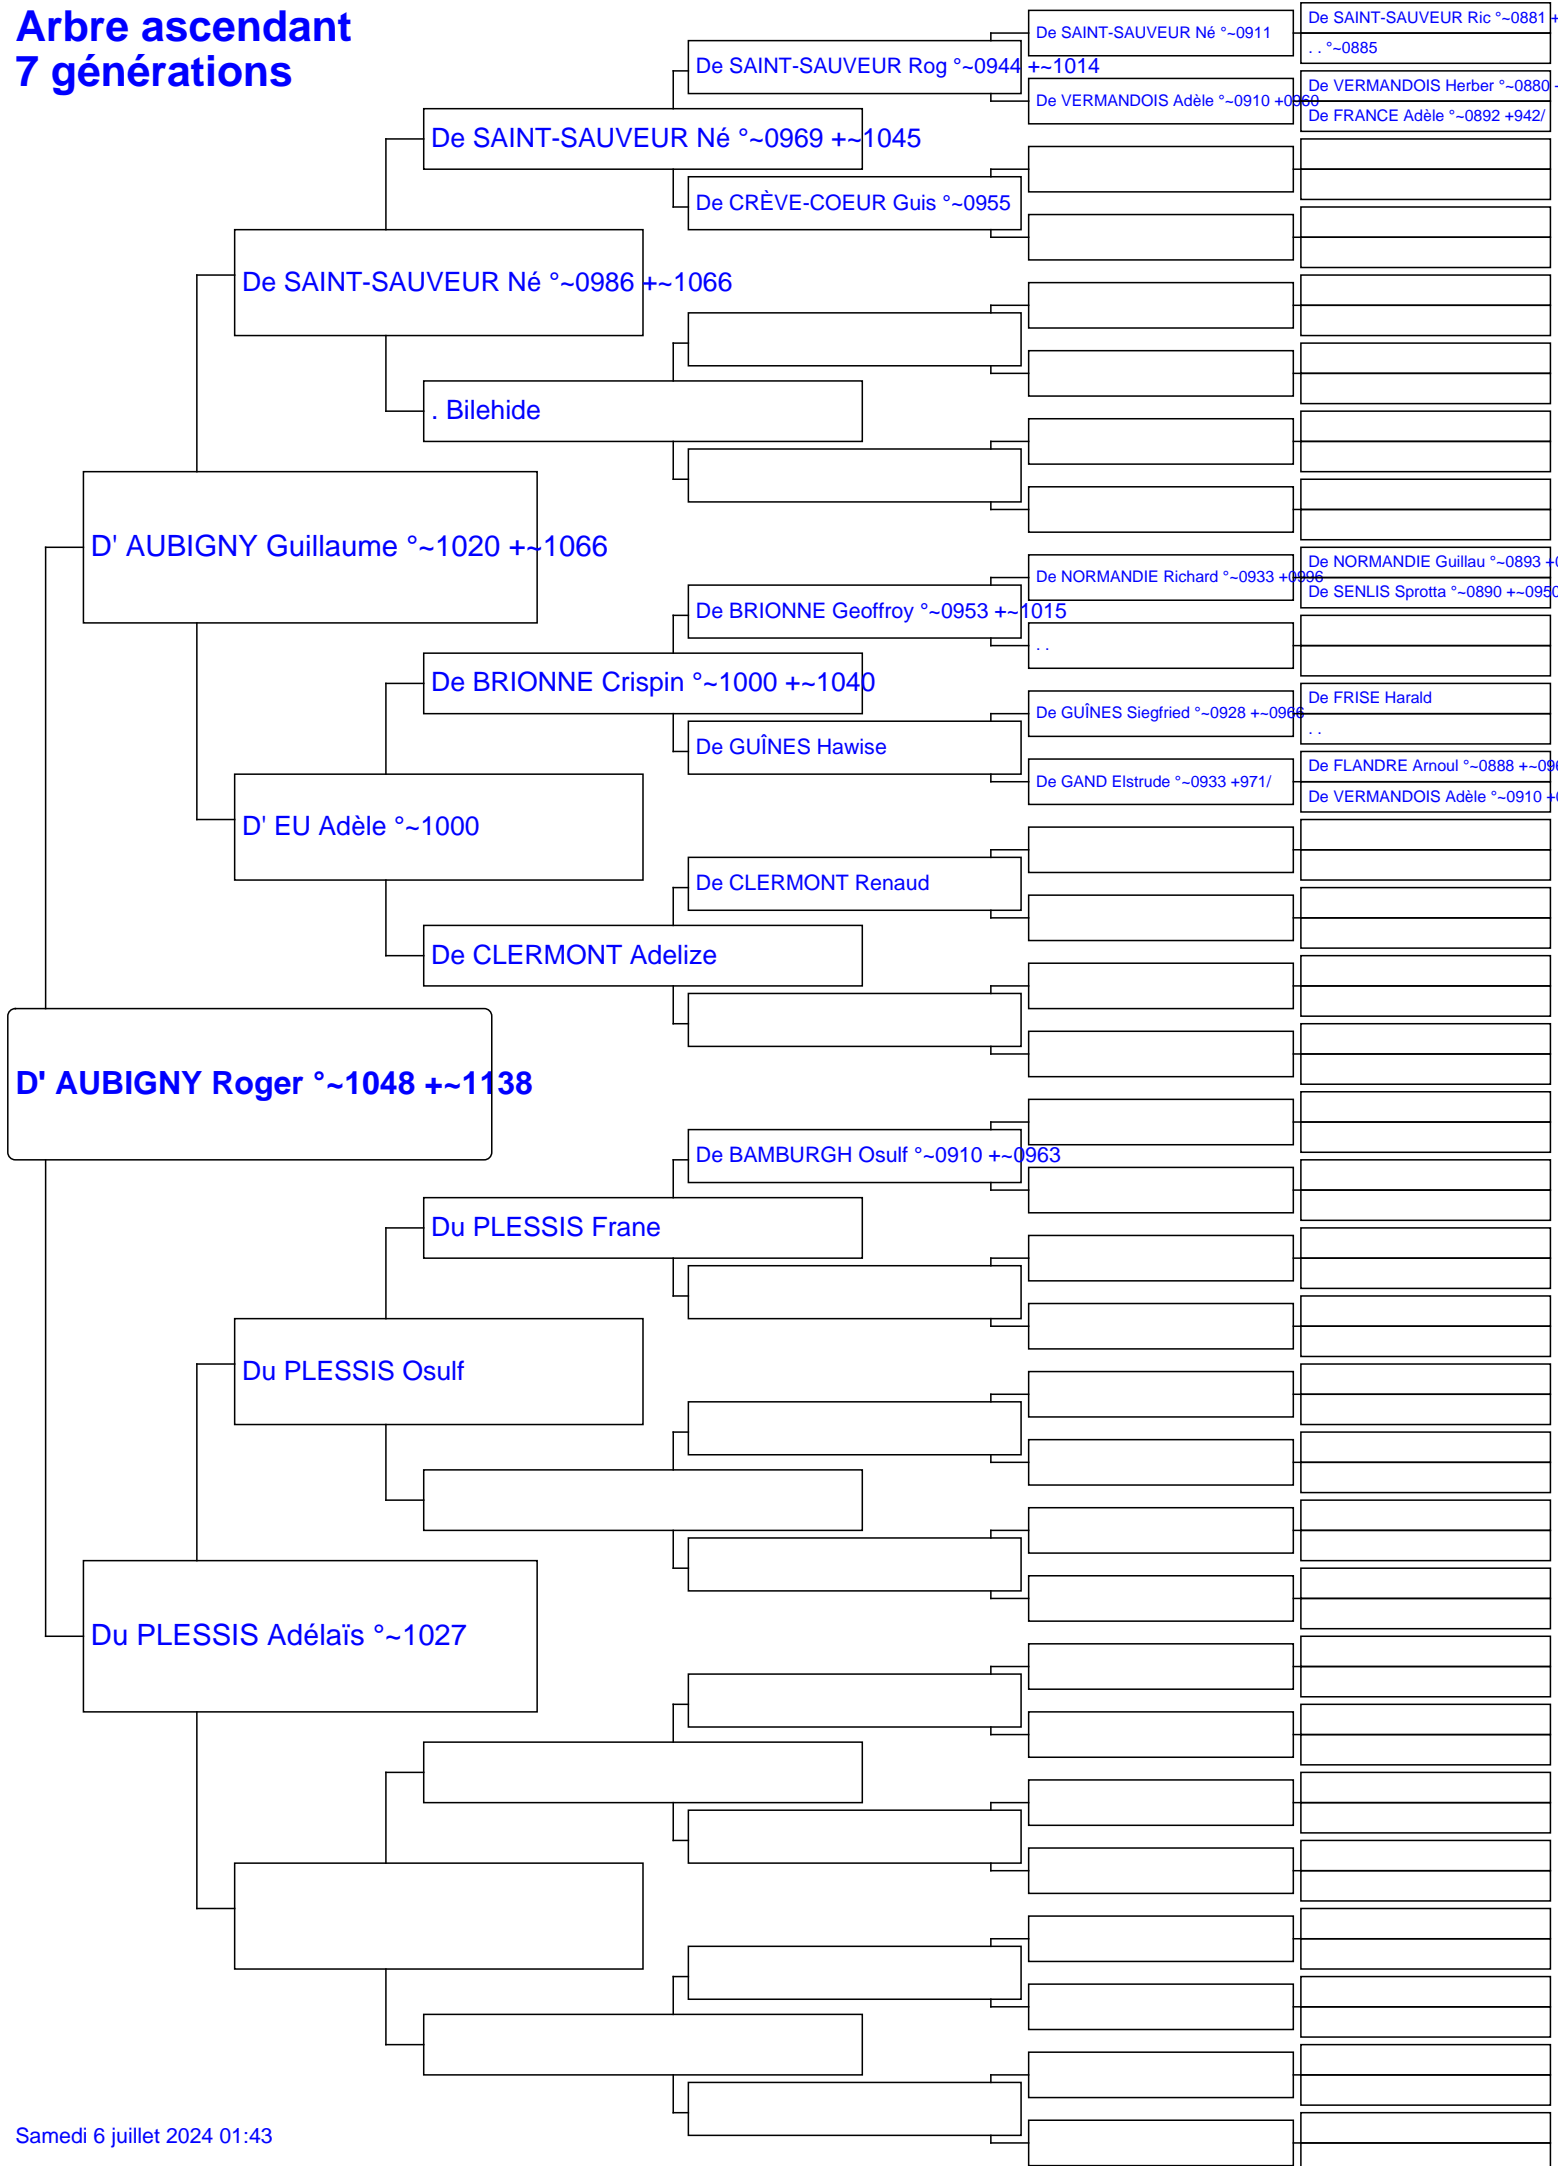 Arbre ascendant
7 générations
De SAINT-SAUVEUR Ric °~0881 +
De SAINT-SAUVEUR Né °~0911
. . °~0885
De SAINT-SAUVEUR Rog °~0944 +~1014
De VERMANDOIS Herber °~0880 +
De VERMANDOIS Adèle °~0910 +0960
De FRANCE Adèle °~0892 +942/
De SAINT-SAUVEUR Né °~0969 +~1045
De CRÈVE-COEUR Guis °~0955
De SAINT-SAUVEUR Né °~0986 +~1066
. Bilehide
D' AUBIGNY Guillaume °~1020 +~1066
De NORMANDIE Guillau °~0893 +0
De NORMANDIE Richard °~0933 +0996
De SENLIS Sprotta °~0890 +~0950
De BRIONNE Geoffroy °~0953 +~1015
. .
De BRIONNE Crispin °~1000 +~1040
De FRISE Harald
De GUÎNES Siegfried °~0928 +~0966
. .
De GUÎNES Hawise
De FLANDRE Arnoul °~0888 +~096
De GAND Elstrude °~0933 +971/
De VERMANDOIS Adèle °~0910 +0
D' EU Adèle °~1000
De CLERMONT Renaud
De CLERMONT Adelize
D' AUBIGNY Roger °~1048 +~1138
De BAMBURGH Osulf °~0910 +~0963
Du PLESSIS Frane
Du PLESSIS Osulf
Du PLESSIS Adélaïs °~1027
Samedi 6 juillet 2024 01:43